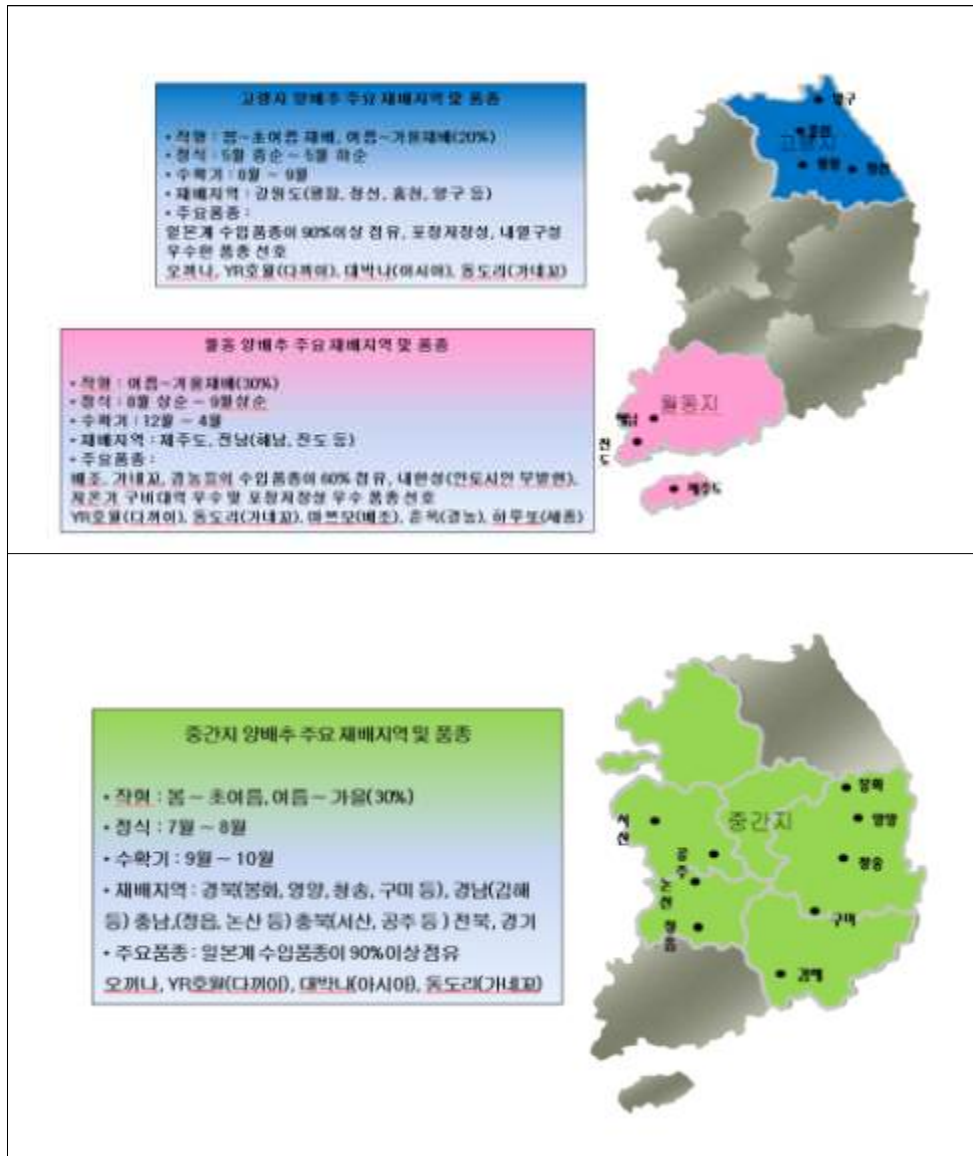 고랭지 양배추 주요 재배지역 및 품종
• 작형 : 봄~초여름 재배, 여름~가을재배(20%)
• 정식 : 5월 중순 ~ 5월 하순
• 수확기 : 8월 ~ 9월
• 재배지역 : 강원도(평창, 정선, 홍천, 양구 등)
• 주요품종 :
일본계 수입품종이 90%이상 점유, 포장저장성, 내열구성
우수한 품종 선호
오끼나, YR호월(다끼이), 대박나(아시아), 동도리(가네꼬)
양구
홍천
고랭지
평창
정선
월동 양배추 주요 재배지역 및 품종
• 작형 : 여름~겨울재배(30%)
• 정식 : 8월 상순 ~ 9월상순
• 수확기 : 12월 ~ 4월
• 재배지역 : 제주도, 전남(해남, 진도 등)
• 주요품종 :
배조, 가네꼬, 경농등의 수입품종이 60% 점유, 내한성(안토시안 무발현),
저온기 구비대력 우수 및 포장저장성 우수 품종 선호
YR호월(다끼이), 동도리(가네꼬), 마쯔모(배조), 춘옥(경농), 하루또(세종)
월동지
해남
진도
제주도
중간지 양배추 주요 재배지역 및 품종
• 작형 : 봄 ~ 초여름, 여름 ~ 가을(30%)
• 정식 : 7월 ~ 8월
• 수확기 : 9월 ~ 10월
• 재배지역 : 경북(봉화, 영양, 청송, 구미 등), 경남(김해
등) 충남,(정읍, 논산 등) 충북(서산, 공주 등 ) 전북, 경기
• 주요품종 : 일본계 수입품종이 90%이상 점유
오끼나, YR호월(다끼이), 대박나(아시아), 동도리(가네꼬)
봉화
서산
중간지
영양
공주
청송
논산
구미
정읍
김해